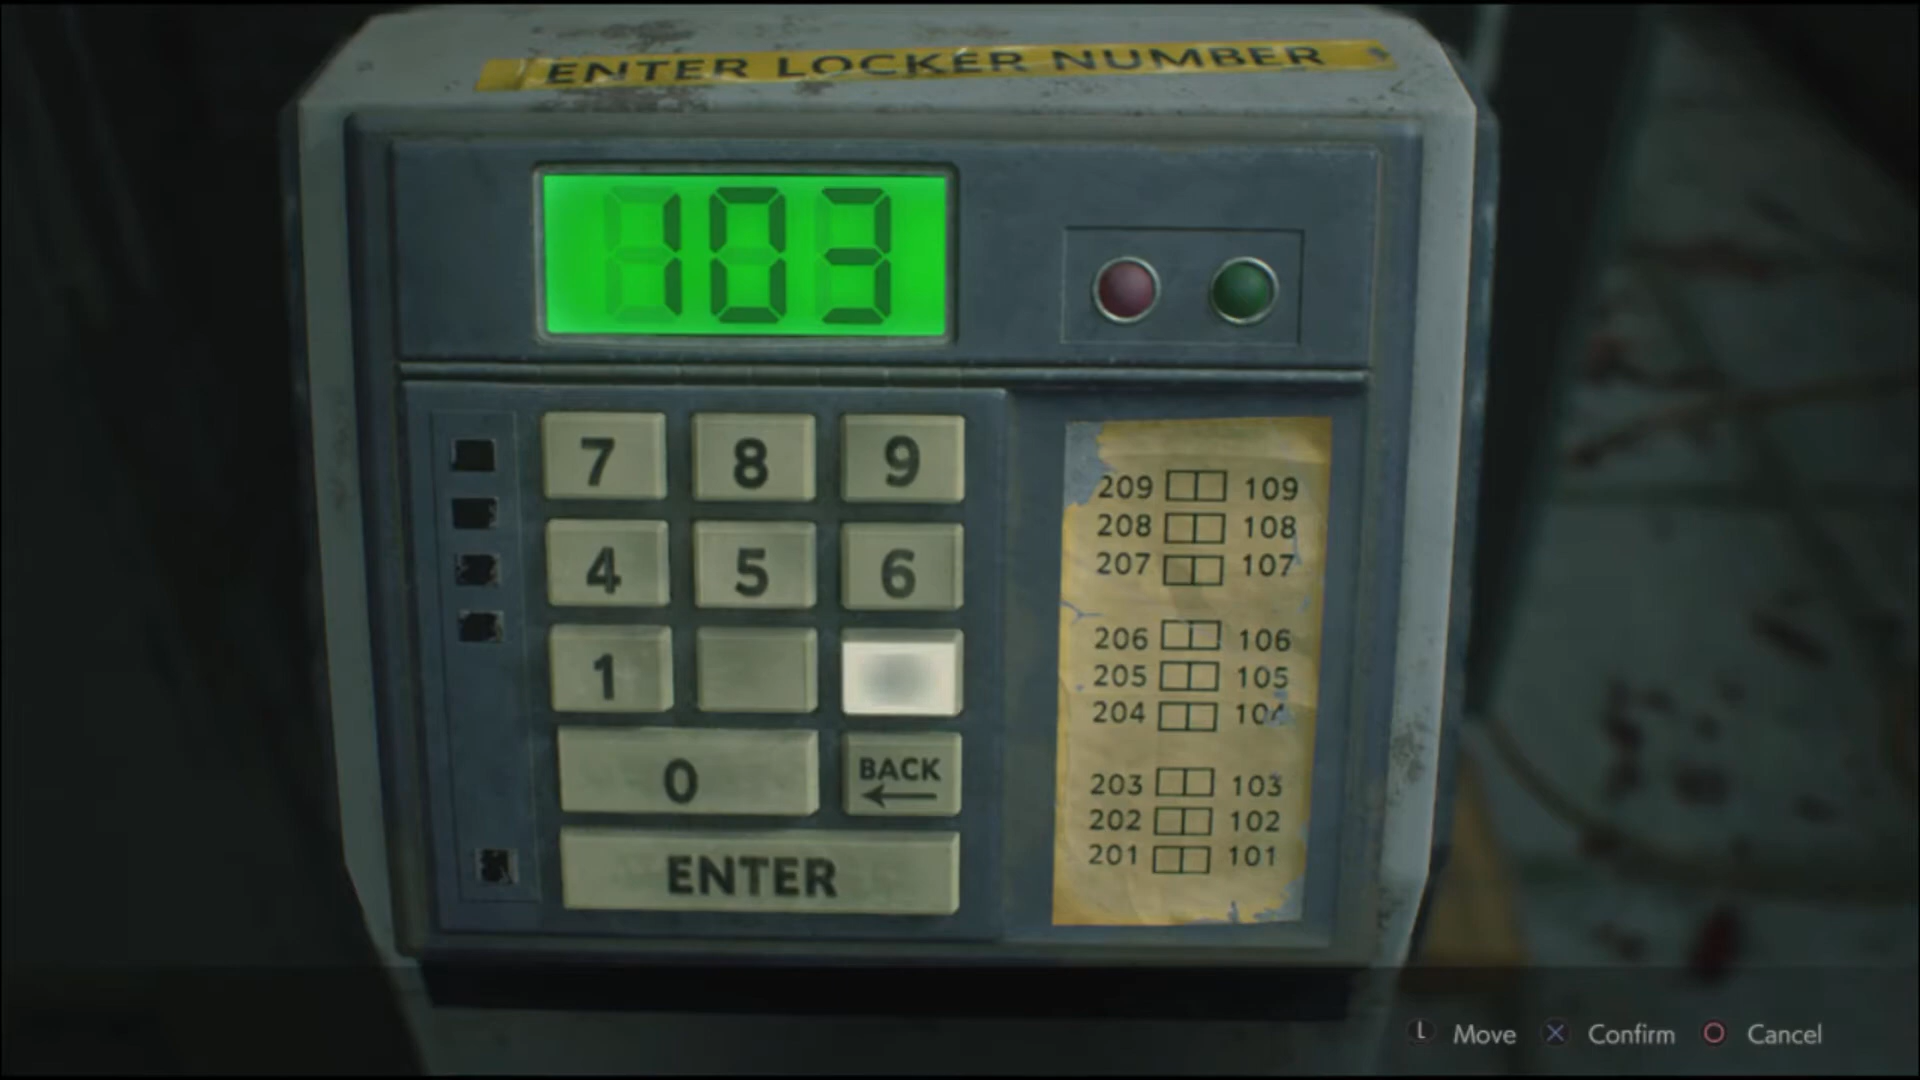 ENTER LOCKER NUMBER
103
7 8 9
4 5 6
1
0 BACK
ENTER
209 109
208 108
207 107
206 106
205 105
204 104
203 103
202 102
201 101
L Move Confirm Cancel